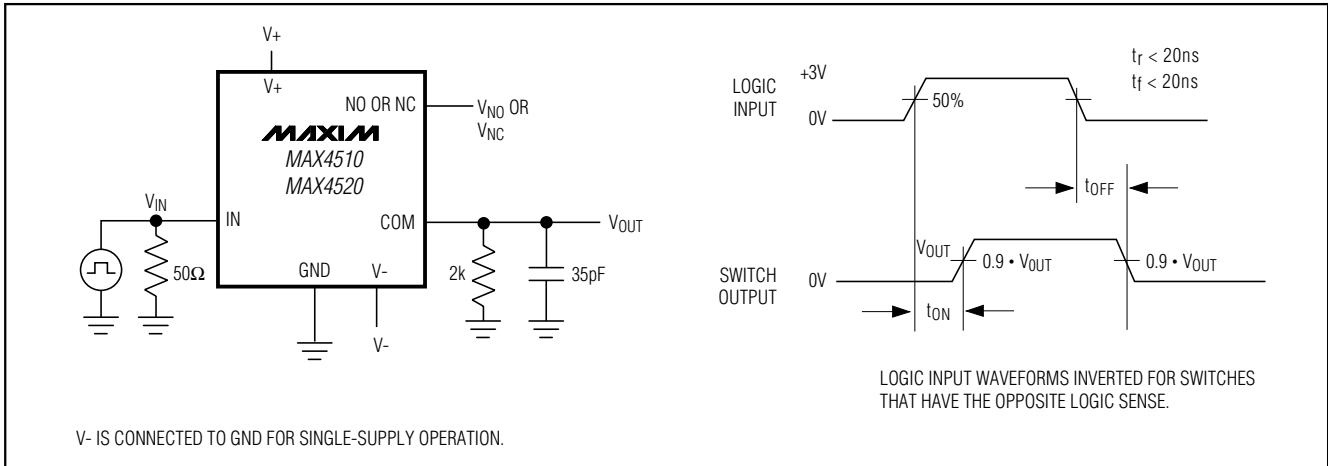 V+
V+
NO OR NC
VNO OR
VNC
MAXIM
MAX4510
MAX4520
VIN
IN
COM
VOUT
50Ω
GND
V-
2k
35pF
V-
V- IS CONNECTED TO GND FOR SINGLE-SUPPLY OPERATION.
tr < 20ns
tf < 20ns
LOGIC
INPUT
+3V
0V
50%
tOFF
SWITCH
OUTPUT
VOUT
0V
0.9 • VOUT
0.9 • VOUT
tON
LOGIC INPUT WAVEFORMS INVERTED FOR SWITCHES
THAT HAVE THE OPPOSITE LOGIC SENSE.